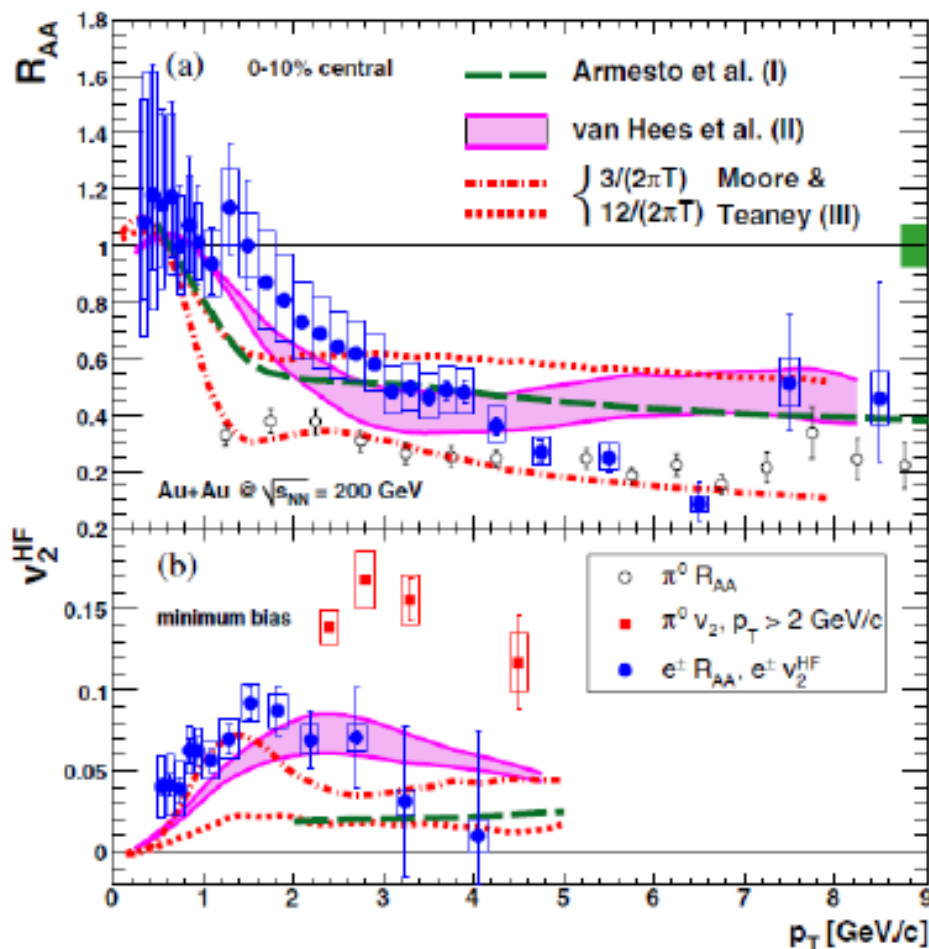 R_AA
1.8
1.6
1.4
1.2
1
0.8
0.6
0.4
0.2
(a) 0-10% central
Armesto et al. (I)
van Hees et al. (II)
3/(2πT) Moore &
12/(2πT) Teaney (III)
Au+Au @ √s_NN = 200 GeV
v_2^HF
0.2
0.15
0.1
0.05
0
(b)
minimum bias
π⁰ R_AA
π⁰ v_2, p_T > 2 GeV/c
e± R_AA, e± v_2^HF
0 1 2 3 4 5 6 7 8 9
p_T [GeV/c]